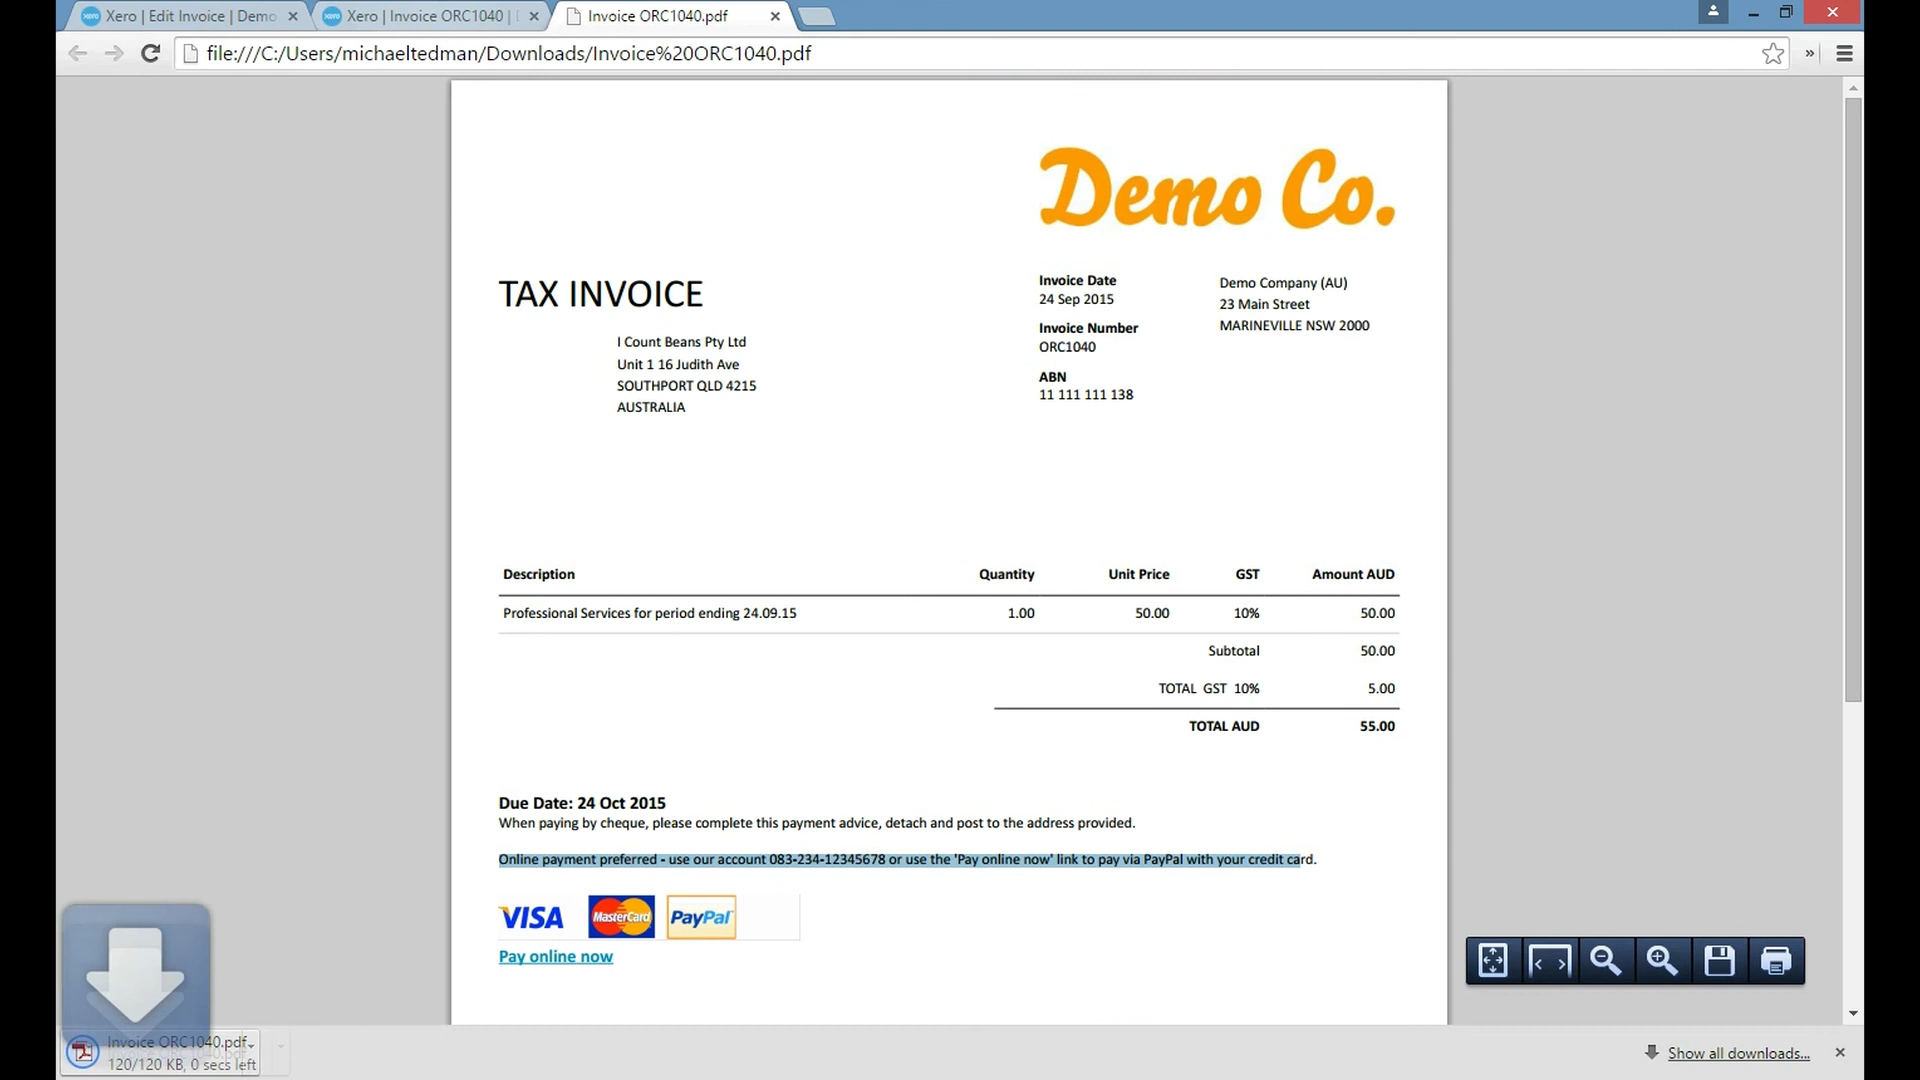 Xero | Edit Invoice | Demo
Xero | Invoice ORC1040 |
Invoice ORC1040.pdf
file:///C:/Users/michaeltedman/Downloads/Invoice%20ORC1040.pdf
Demo Co.
TAX INVOICE
I Count Beans Pty Ltd
Unit 1 16 Judith Ave
SOUTHPORT QLD 4215
AUSTRALIA
Invoice Date
24 Sep 2015
Invoice Number
ORC1040
ABN
11 111 111 138
Demo Company (AU)
23 Main Street
MARINEVILLE NSW 2000
Description Quantity Unit Price GST Amount AUD
Professional Services for period ending 24.09.15 1.00 50.00 10% 50.00
Subtotal 50.00
TOTAL GST 10% 5.00
TOTAL AUD 55.00
Due Date: 24 Oct 2015
When paying by cheque, please complete this payment advice, detach and post to the address provided.
Online payment preferred - use our account 083-234-12345678 or use the 'Pay online now' link to pay via PayPal with your credit card.
VISA MasterCard PayPal
Pay online now
Invoice ORC1040.pdf
120/120 KB, 0 secs left
Show all downloads...